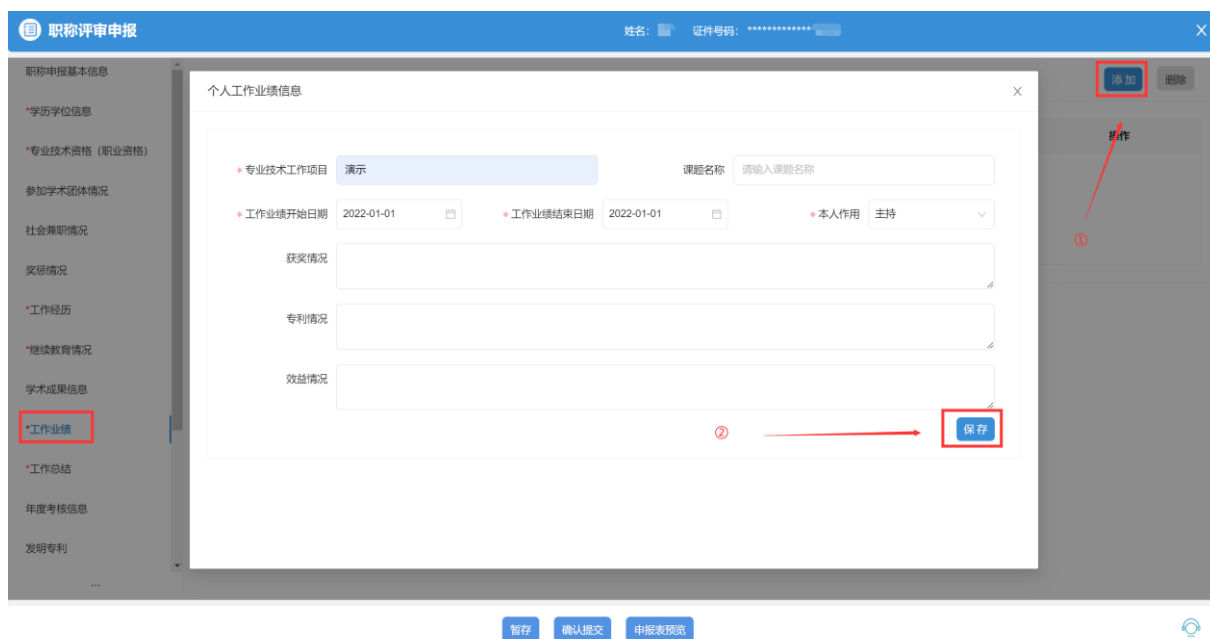 职称评审申报
姓名: 证件号码: *************
职称申报基本信息
*学历学位信息
*专业技术资格（职业资格）
参加学术团体情况
社会兼职情况
奖惩情况
*工作经历
*继续教育情况
学术成果信息
*工作业绩
*工作总结
年度考核信息
发明专利
...
添加 删除
操作
①
个人工作业绩信息
* 专业技术工作项目 演示 课题名称 请输入课题名称
* 工作业绩开始日期 2022-01-01 * 工作业绩结束日期 2022-01-01 * 本人作用 主持
获奖情况
专利情况
效益情况
② 保存
暂存 确认提交 申报表预览